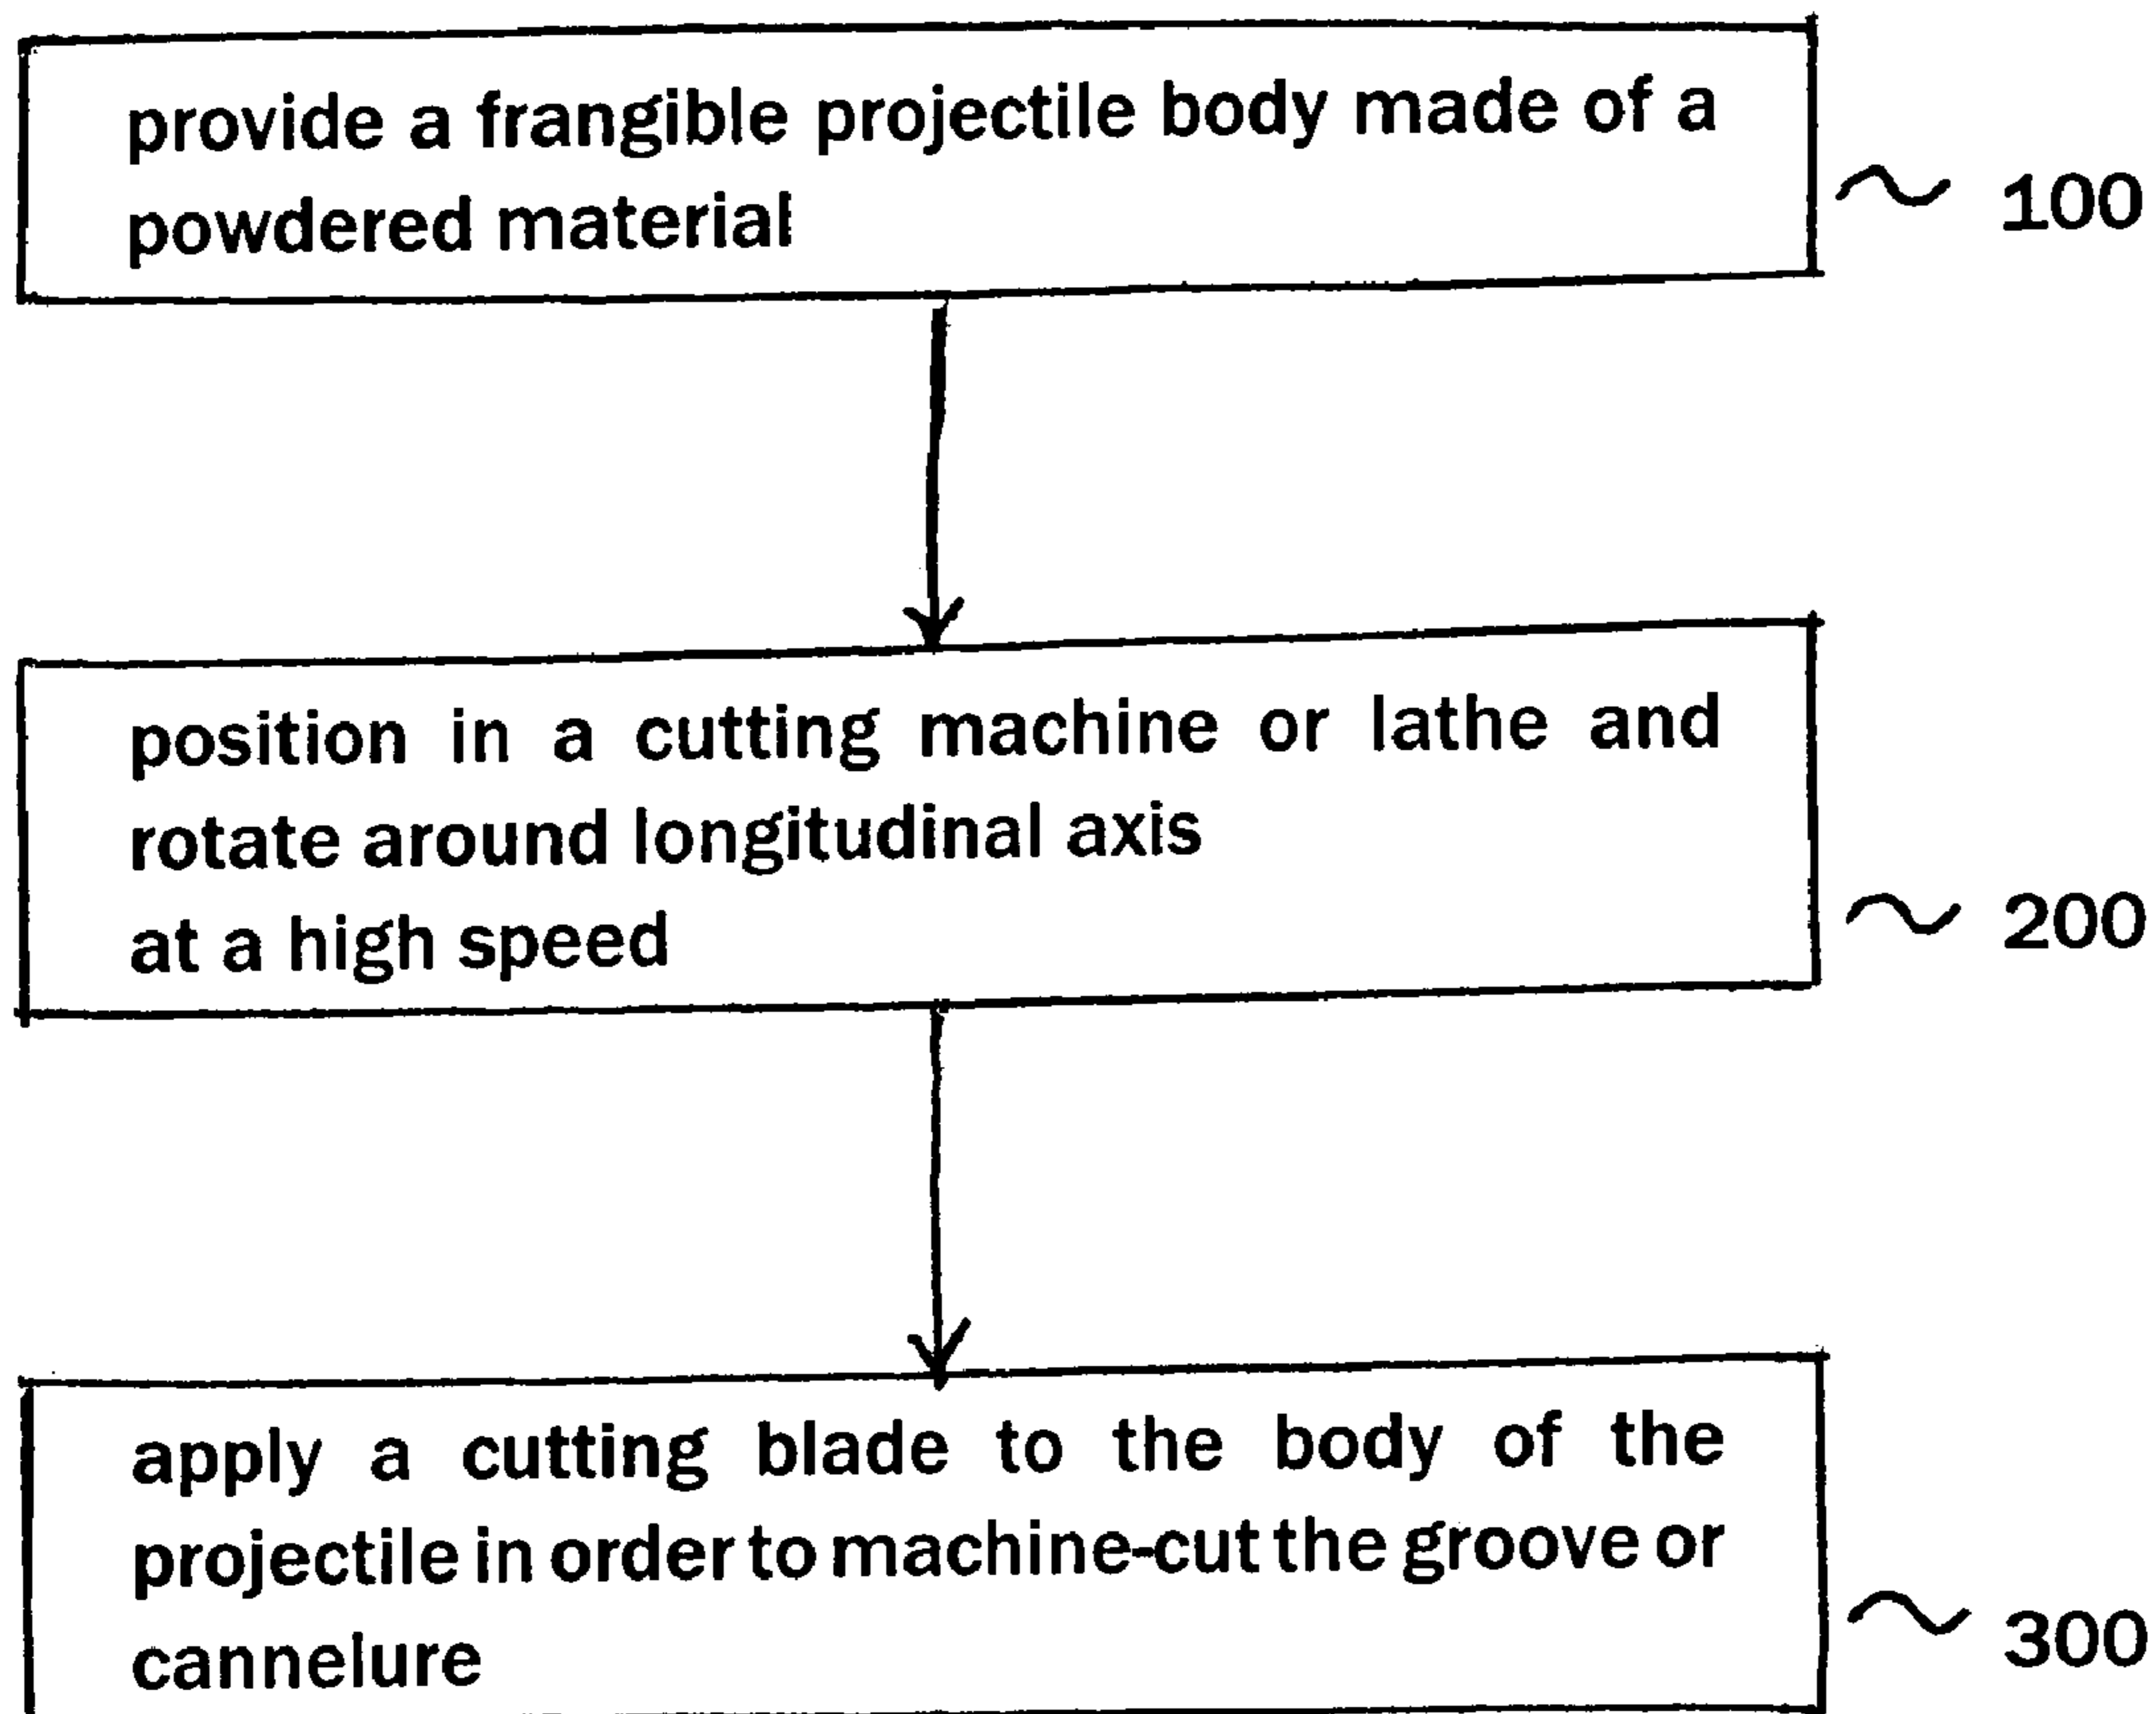 provide a frangible projectile body made of a
powdered material
100
position in a cutting machine or lathe and
rotate around longitudinal axis
at a high speed
200
apply a cutting blade to the body of the
projectile in order to machine-cut the groove or
cannelure
300